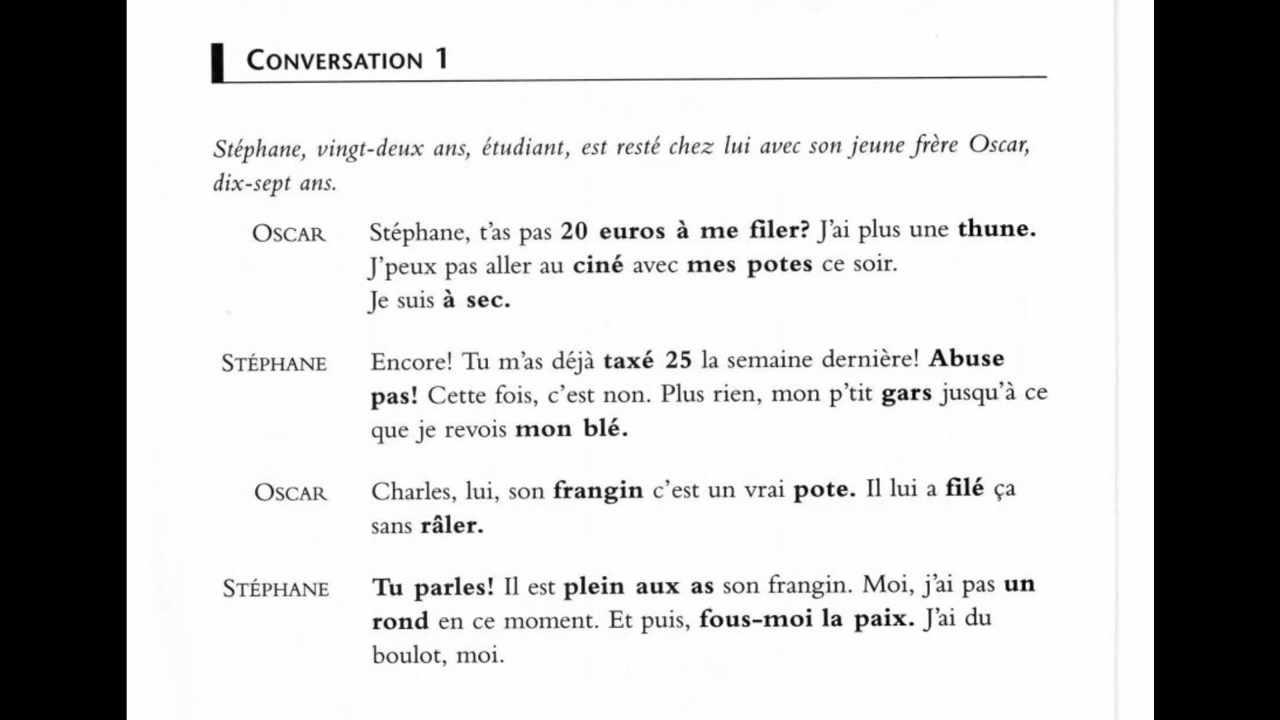 CONVERSATION 1
Stéphane, vingt-deux ans, étudiant, est resté chez lui avec son jeune frère Oscar,
dix-sept ans.
OSCAR Stéphane, t'as pas 20 euros à me filer? J'ai plus une thune.
J'peux pas aller au ciné avec mes potes ce soir.
Je suis à sec.
STÉPHANE Encore! Tu m'as déjà taxé 25 la semaine dernière! Abuse
pas! Cette fois, c'est non. Plus rien, mon p'tit gars jusqu'à ce
que je revois mon blé.
OSCAR Charles, lui, son frangin c'est un vrai pote. Il lui a filé ça
sans râler.
STÉPHANE Tu parles! Il est plein aux as son frangin. Moi, j'ai pas un
rond en ce moment. Et puis, fous-moi la paix. J'ai du
boulot, moi.